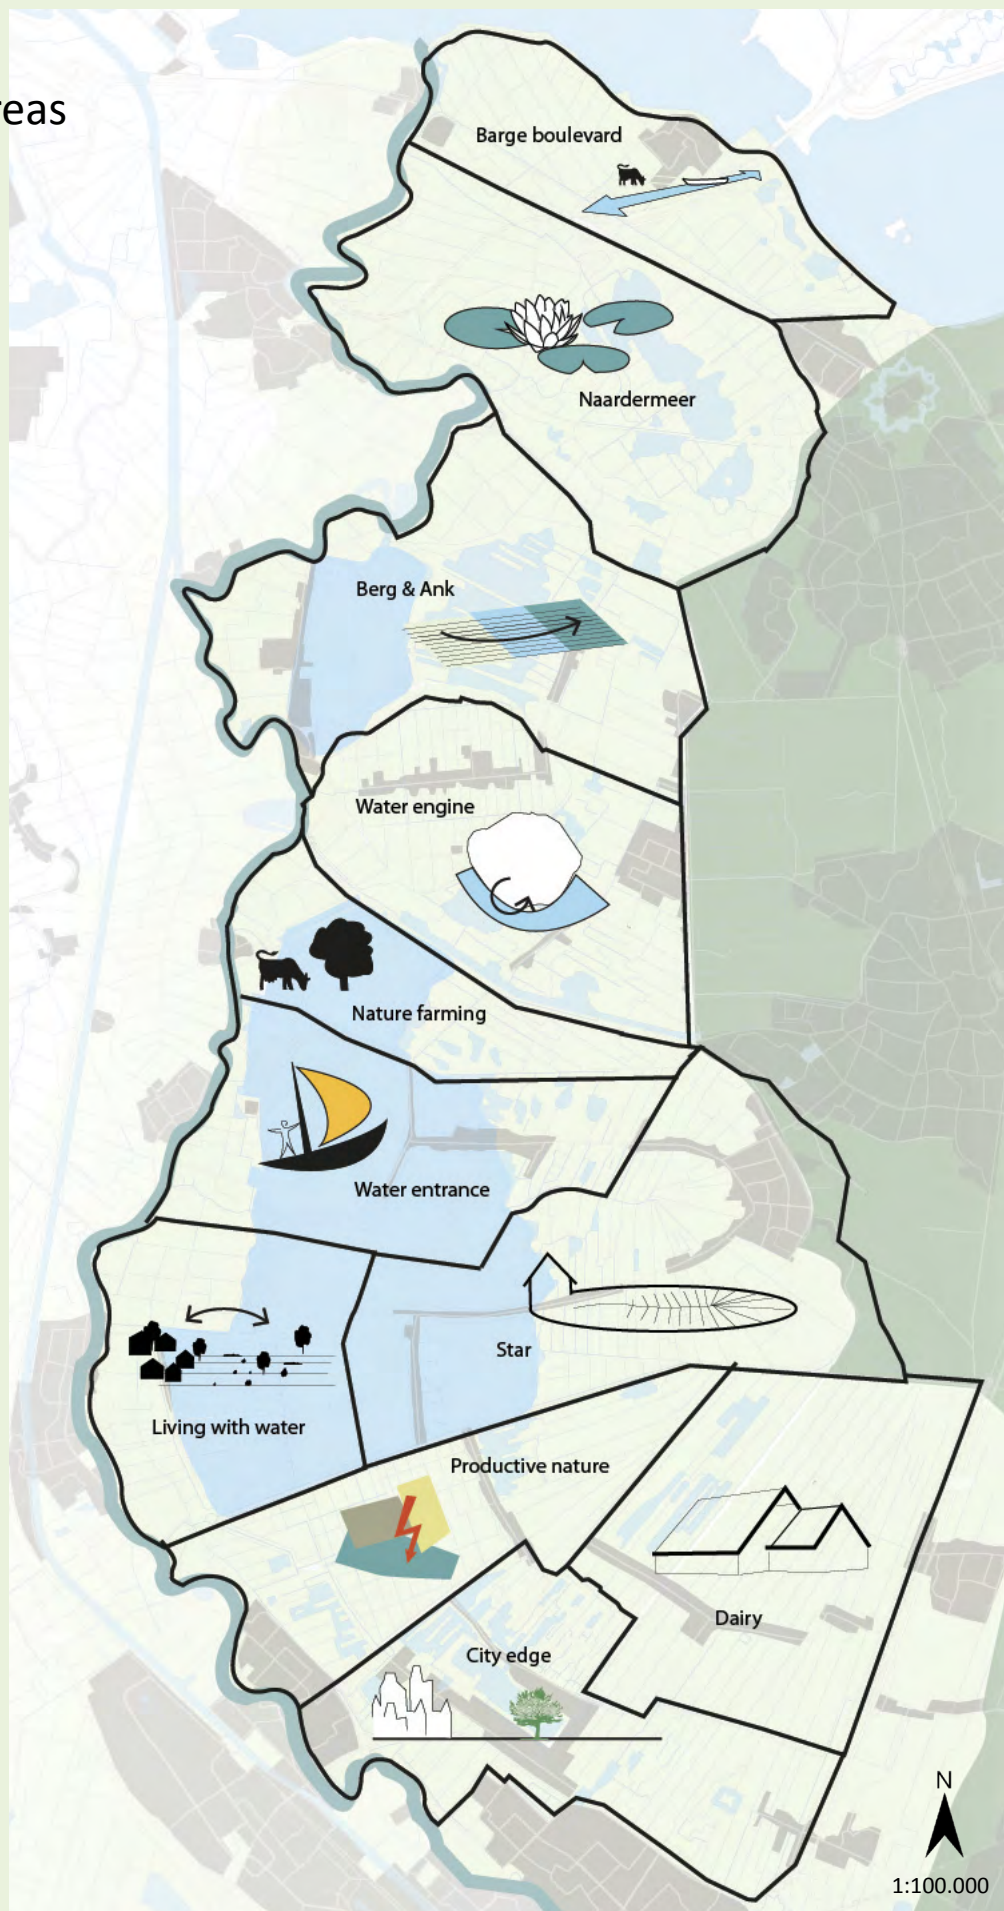 reas
Barge boulevard
Naardermeer
Berg & Ank
Water engine
Nature farming
Water entrance
Star
Living with water
Productive nature
Dairy
City edge
N
1:100.000